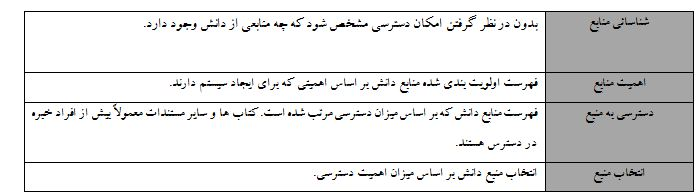 شناسائی منابع
بدون در نظر گرفتن امکان دسترسی مشخص شود که چه منابعی از دانش وجود دارد.
اهمیت منابع
فهرست اولویت بندی شده منابع دانش بر اساس اهمیتی که برای ایجاد سیستم دارند.
دسترسی به منبع
فهرست منابع دانش که بر اساس میزان دسترسی مرتب شده است. کتاب ها و سایر مستندات معمولاً بیش از افراد خبره
در دسترس هستند.
انتخاب منبع
انتخاب منبع دانش بر اساس میزان اهمیت دسترسی.